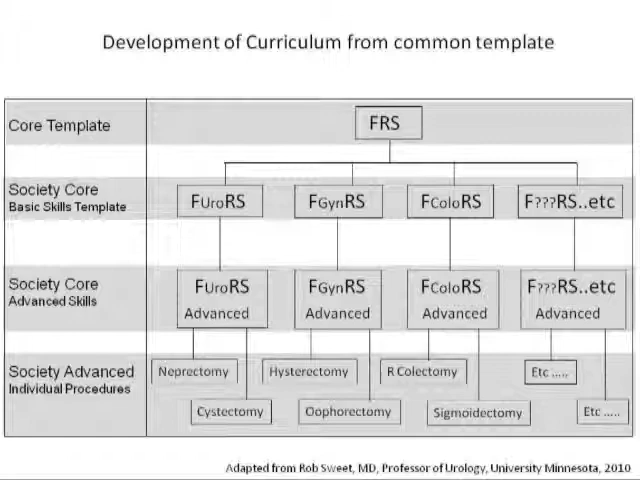 Development of Curriculum from common template
Core Template
FRS
Society Core
Basic Skills Template
FUroRS
FGynRS
FColoRS
F???RS..etc
Society Core
Advanced Skills
FUroRS
Advanced
FGynRS
Advanced
FColoRS
Advanced
F???RS..etc
Advanced
Society Advanced
Individual Procedures
Neprectomy
Hysterectomy
R Colectomy
Etc .....
Cystectomy
Oophorectomy
Sigmoidectomy
Etc .....
Adapted from Rob Sweet, MD, Professor of Urology, University Minnesota, 2010